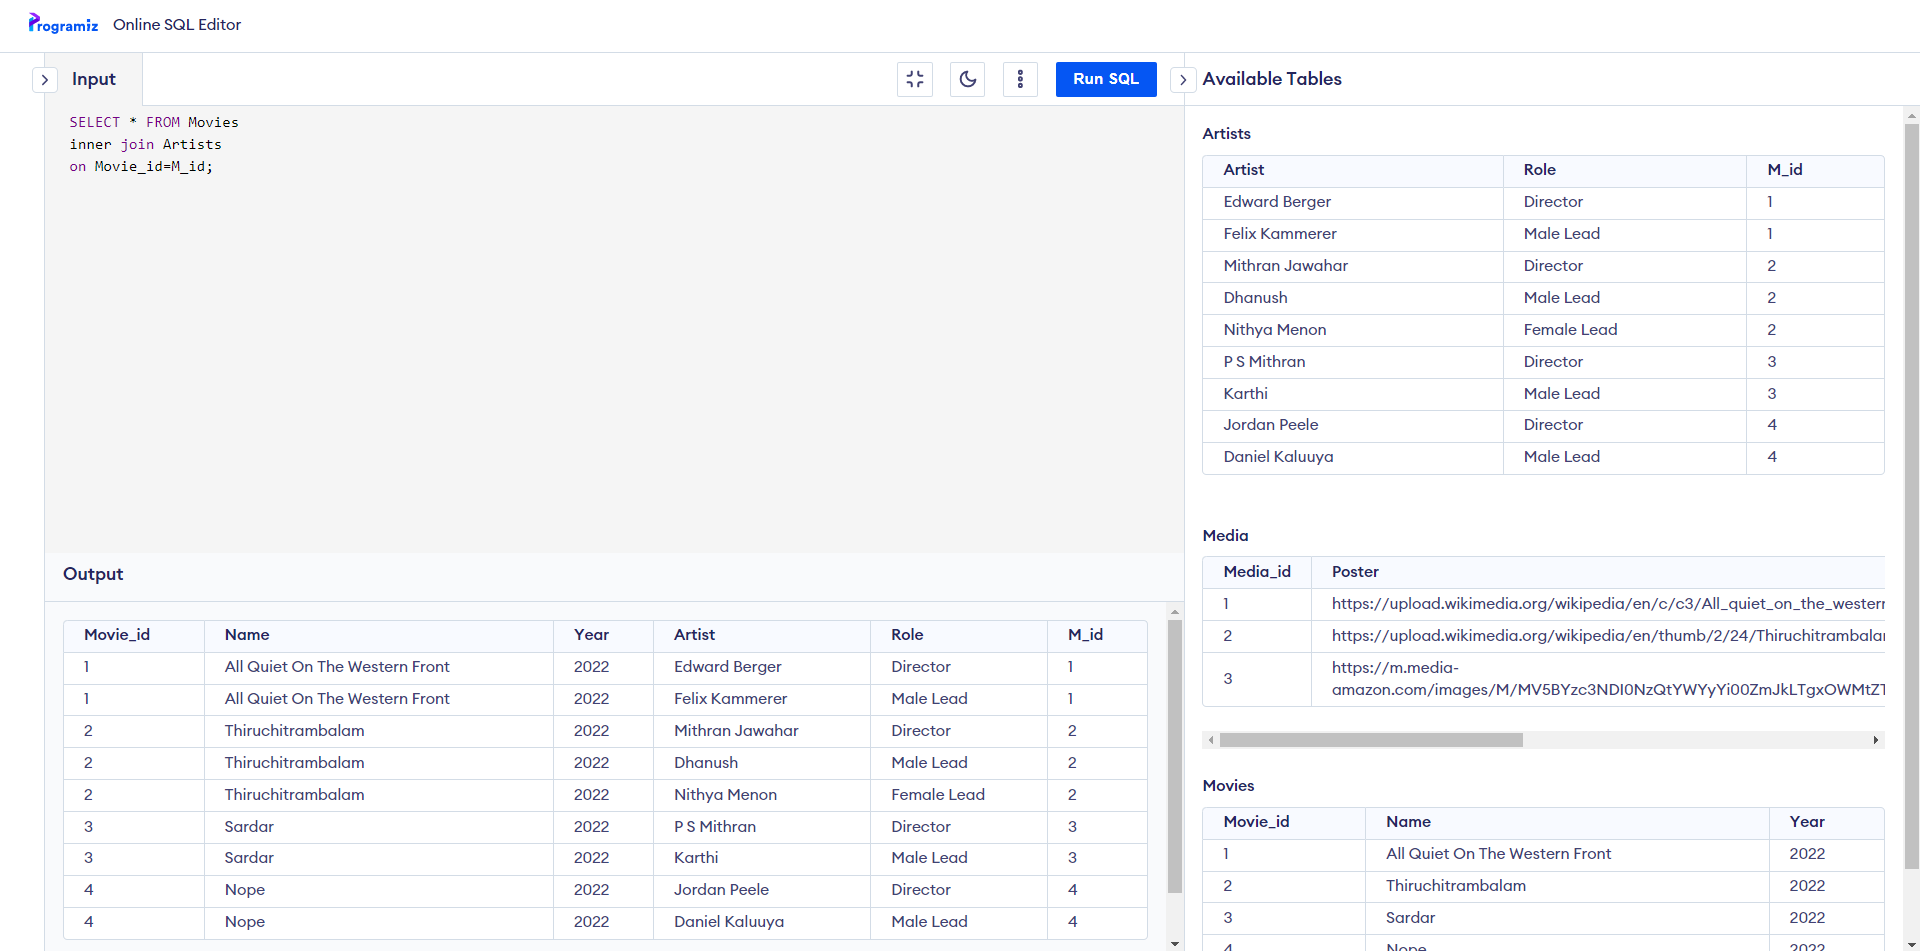 Programiz Online SQL Editor
Input
Run SQL
SELECT * FROM Movies
inner join Artists
on Movie_id=M_id;
Output
Movie_id Name Year Artist Role M_id
1 All Quiet On The Western Front 2022 Edward Berger Director 1
1 All Quiet On The Western Front 2022 Felix Kammerer Male Lead 1
2 Thiruchitrambalam 2022 Mithran Jawahar Director 2
2 Thiruchitrambalam 2022 Dhanush Male Lead 2
2 Thiruchitrambalam 2022 Nithya Menon Female Lead 2
3 Sardar 2022 P S Mithran Director 3
3 Sardar 2022 Karthi Male Lead 3
4 Nope 2022 Jordan Peele Director 4
4 Nope 2022 Daniel Kaluuya Male Lead 4
Available Tables
Artists
Artist Role M_id
Edward Berger Director 1
Felix Kammerer Male Lead 1
Mithran Jawahar Director 2
Dhanush Male Lead 2
Nithya Menon Female Lead 2
P S Mithran Director 3
Karthi Male Lead 3
Jordan Peele Director 4
Daniel Kaluuya Male Lead 4
Media
Media_id Poster
1 https://upload.wikimedia.org/wikipedia/en/c/c3/All_quiet_on_the_western
2 https://upload.wikimedia.org/wikipedia/en/thumb/2/24/Thiruchitrambala
3 https://m.media-
amazon.com/images/M/MV5BYzc3NDI0NzQtYWYyYi00ZmJkLTgxOWMtZT
Movies
Movie_id Name Year
1 All Quiet On The Western Front 2022
2 Thiruchitrambalam 2022
3 Sardar 2022
4 Nope 2022